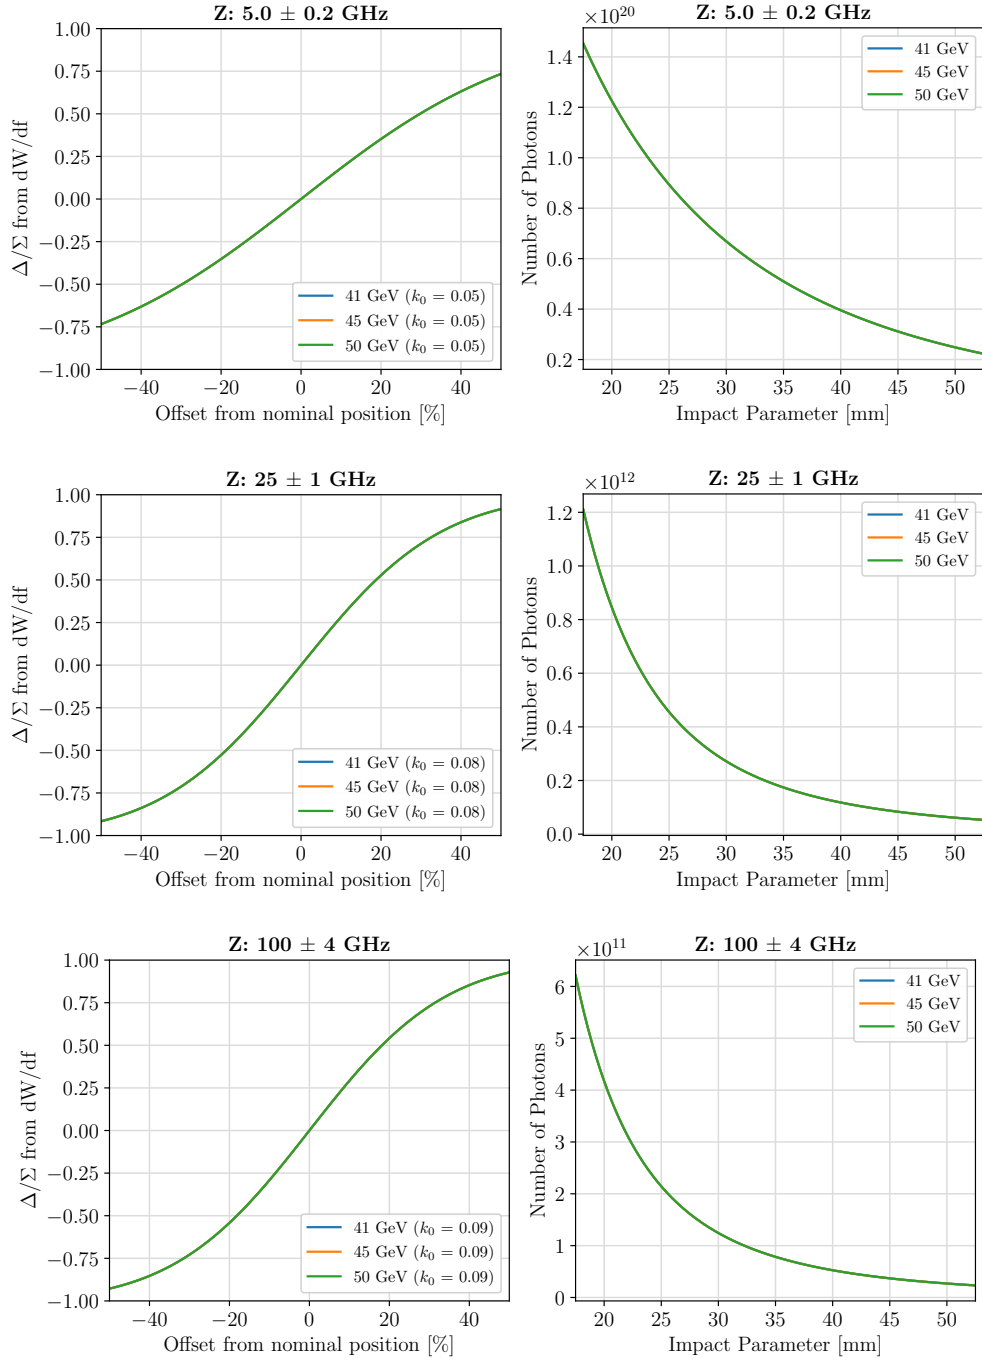 Z: 5.0 ± 0.2 GHz
1.00
0.75
0.50
0.25
0.00
−0.25
−0.50
−0.75
−1.00
Δ/Σ from dW/df
41 GeV (k₀ = 0.05)
45 GeV (k₀ = 0.05)
50 GeV (k₀ = 0.05)
−40 −20 0 20 40
Offset from nominal position [%]
×10²⁰
Z: 5.0 ± 0.2 GHz
1.4
1.2
1.0
0.8
0.6
0.4
0.2
Number of Photons
41 GeV
45 GeV
50 GeV
20 25 30 35 40 45 50
Impact Parameter [mm]
Z: 25 ± 1 GHz
1.00
0.75
0.50
0.25
0.00
−0.25
−0.50
−0.75
−1.00
Δ/Σ from dW/df
41 GeV (k₀ = 0.08)
45 GeV (k₀ = 0.08)
50 GeV (k₀ = 0.08)
−40 −20 0 20 40
Offset from nominal position [%]
×10¹²
Z: 25 ± 1 GHz
1.2
1.0
0.8
0.6
0.4
0.2
0.0
Number of Photons
41 GeV
45 GeV
50 GeV
20 25 30 35 40 45 50
Impact Parameter [mm]
Z: 100 ± 4 GHz
1.00
0.75
0.50
0.25
0.00
−0.25
−0.50
−0.75
−1.00
Δ/Σ from dW/df
41 GeV (k₀ = 0.09)
45 GeV (k₀ = 0.09)
50 GeV (k₀ = 0.09)
−40 −20 0 20 40
Offset from nominal position [%]
×10¹¹
Z: 100 ± 4 GHz
6
5
4
3
2
1
0
Number of Photons
41 GeV
45 GeV
50 GeV
20 25 30 35 40 45 50
Impact Parameter [mm]